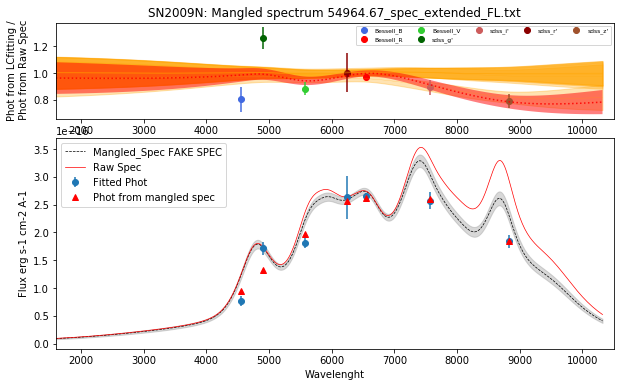 SN2009N: Mangled spectrum 54964.67_spec_extended_FL.txt
Phot from LCfitting /
Phot from Raw Spec
1.2
1.0
0.8
Bessell_B
Bessell_R
Bessell_V
sdss_g'
sdss_i'
sdss_r'
sdss_z'
2000 3000 4000 5000 6000 7000 8000 9000 10000
1e−16
Flux erg s-1 cm-2 A-1
3.5
3.0
2.5
2.0
1.5
1.0
0.5
0.0
Mangled_Spec FAKE SPEC
Raw Spec
Fitted Phot
Phot from mangled spec
2000 3000 4000 5000 6000 7000 8000 9000 10000
Wavelenght